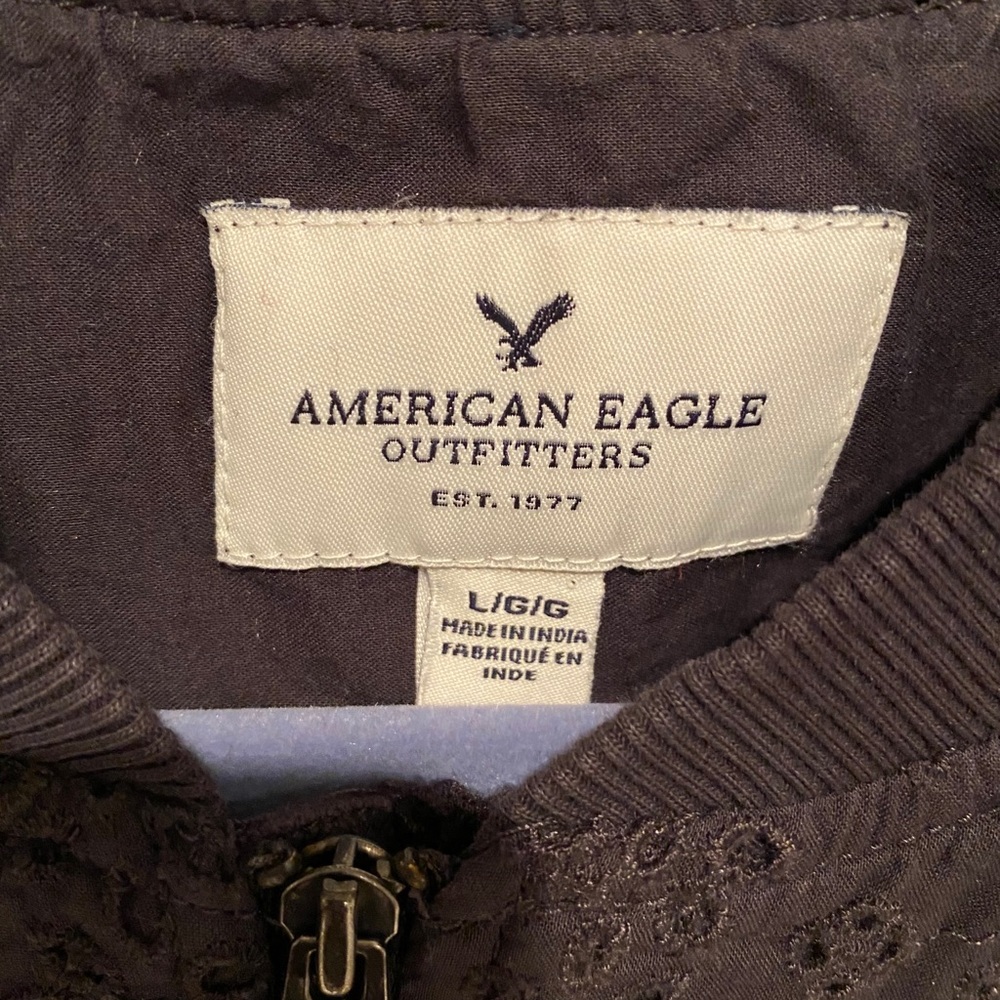 AMERICAN EAGLE
OUTFITTERS
EST. 1977
L/G/G
MADE IN INDIA
FABRIQUÉ EN
INDE